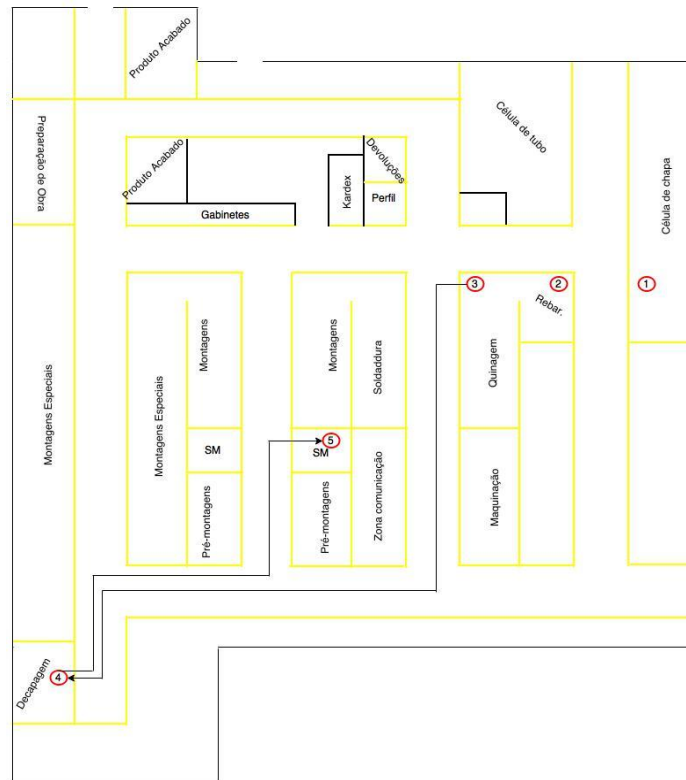 Produto Acabado
Preparação de Obra
Produto Acabado
Gabinetes
Kardex
Devoluções
Perfil
Célula de tubo
Célula de chapa
3
2
1
Rebar.
Montagens Especiais
Montagens Especiais
Montagens
Montagens
Soldaddura
Quinagem
5
SM
SM
Pré-montagens
Pré-montagens
Zona comunicação
Maquinação
Decapagem
4